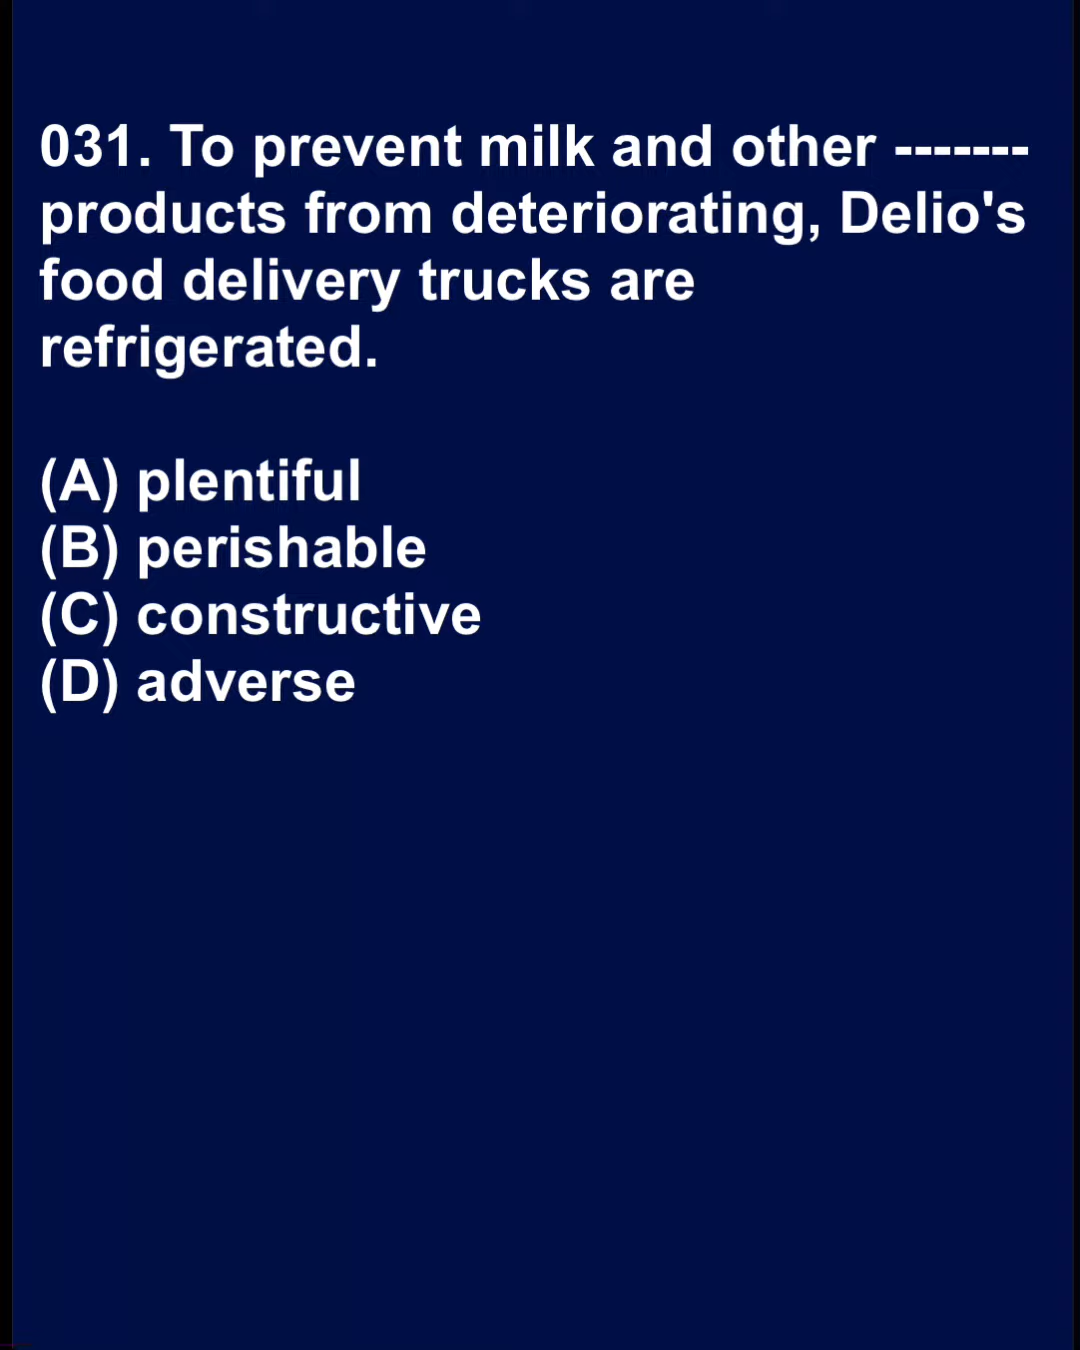 031. To prevent milk and other -------
products from deteriorating, Delio's
food delivery trucks are
refrigerated.
(A) plentiful
(B) perishable
(C) constructive
(D) adverse